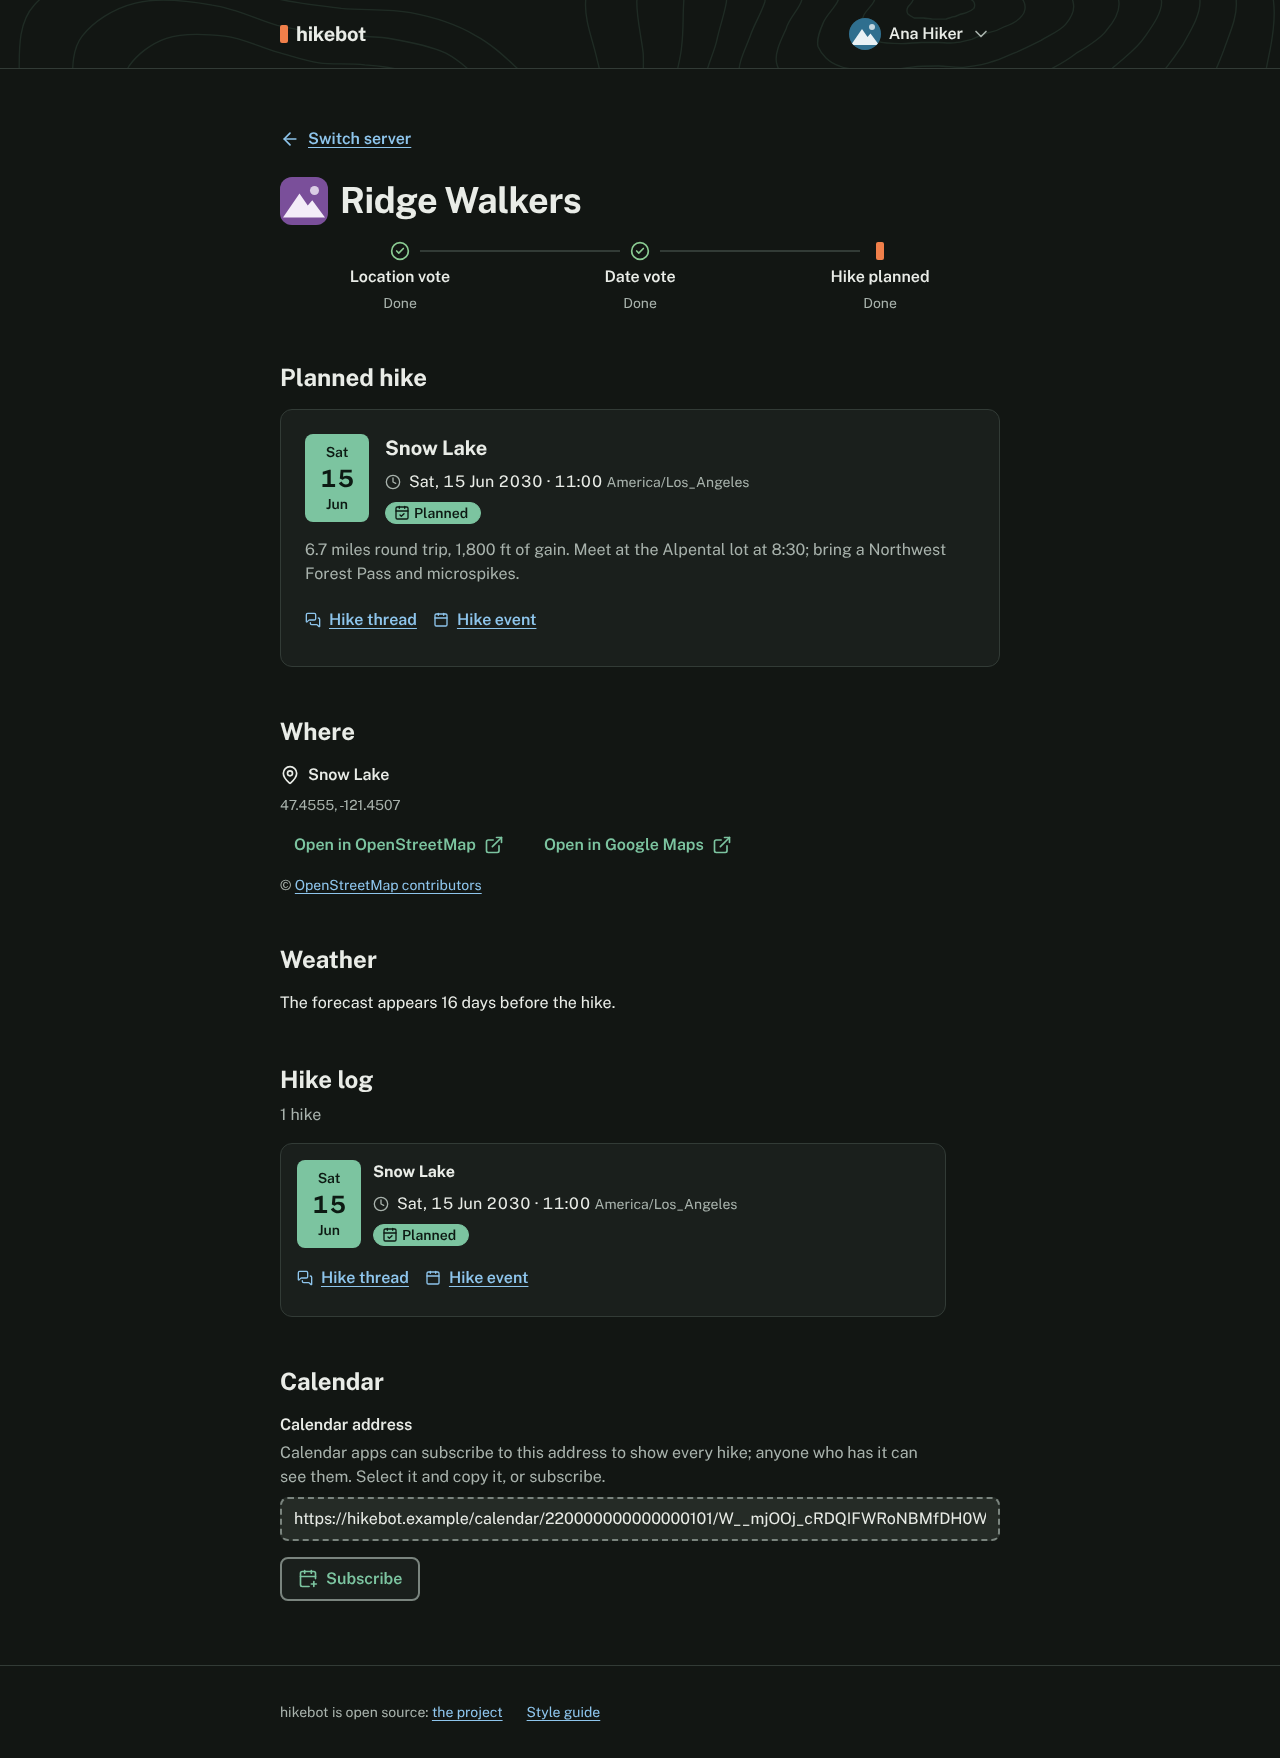 hikebot
Ana Hiker
Switch server
Ridge Walkers
Location vote
Done
Date vote
Done
Hike planned
Done
Planned hike
Sat
15
Jun
Snow Lake
Sat, 15 Jun 2030 · 11:00 America/Los_Angeles
Planned
6.7 miles round trip, 1,800 ft of gain. Meet at the Alpental lot at 8:30; bring a Northwest
Forest Pass and microspikes.
Hike thread
Hike event
Where
Snow Lake
47.4555, -121.4507
Open in OpenStreetMap
Open in Google Maps
© OpenStreetMap contributors
Weather
The forecast appears 16 days before the hike.
Hike log
1 hike
Sat
15
Jun
Snow Lake
Sat, 15 Jun 2030 · 11:00 America/Los_Angeles
Planned
Hike thread
Hike event
Calendar
Calendar address
Calendar apps can subscribe to this address to show every hike; anyone who has it can
see them. Select it and copy it, or subscribe.
https://hikebot.example/calendar/220000000000000101/W__mjOOj_cRDQIFWRoNBMfDH0W
Subscribe
hikebot is open source: the project
Style guide